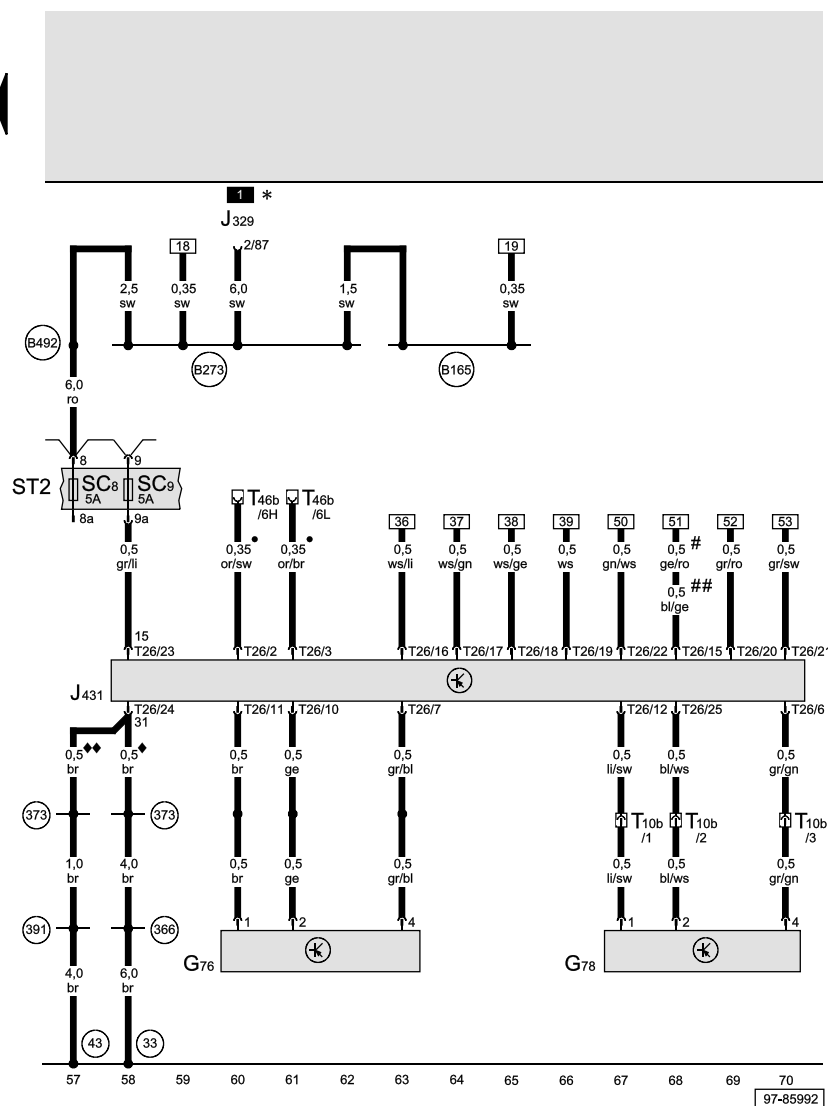 1 *
J329
18 2/87 19
2,5 0,35 6,0 1,5 0,35
sw sw sw sw sw
B492 B273 B165
6,0
ro
8 9
ST2 SC8 SC9
5A 5A
8a 9a
T46b T46b
/6H /6L
36 37 38 39 50 51 52 53
0,5 0,35 • 0,35 • 0,5 0,5 0,5 0,5 0,5 0,5 # 0,5 0,5
gr/li or/sw or/br ws/li ws/gn ws/ge ws gn/ws ge/ro gr/ro gr/sw
0,5 ##
bl/ge
15
T26/23 T26/2 T26/3 T26/16 T26/17 T26/18 T26/19 T26/22 T26/15 T26/20 T26/21
J431
T26/24 T26/11 T26/10 T26/7 T26/12 T26/25 T26/6
31
0,5 ♦♦ 0,5 ♦ 0,5 0,5 0,5 0,5 0,5 0,5
br br br ge gr/bl li/sw bl/ws gr/gn
373 373
T10b T10b T10b
/1 /2 /3
1,0 4,0 0,5 0,5 0,5 0,5 0,5 0,5
br br br ge gr/bl li/sw bl/ws gr/gn
391 366
1 2 4 1 2 4
G76 G78
4,0 6,0
br br
43 33
57 58 59 60 61 62 63 64 65 66 67 68 69 70
97-85992